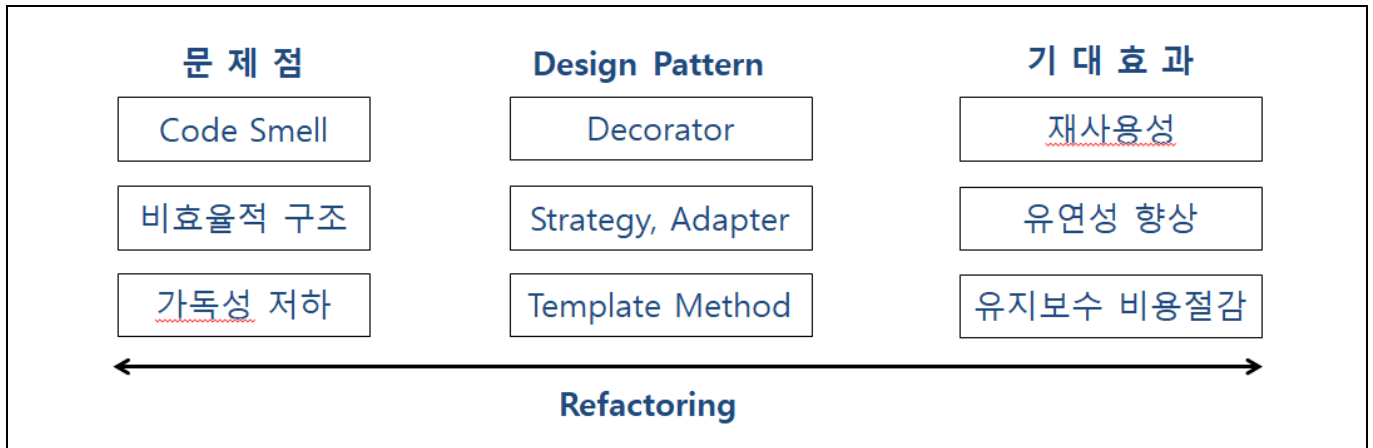 문 제 점 Design Pattern 기 대 효 과
Code Smell Decorator 재사용성
비효율적 구조 Strategy, Adapter 유연성 향상
가독성 저하 Template Method 유지보수 비용절감
Refactoring